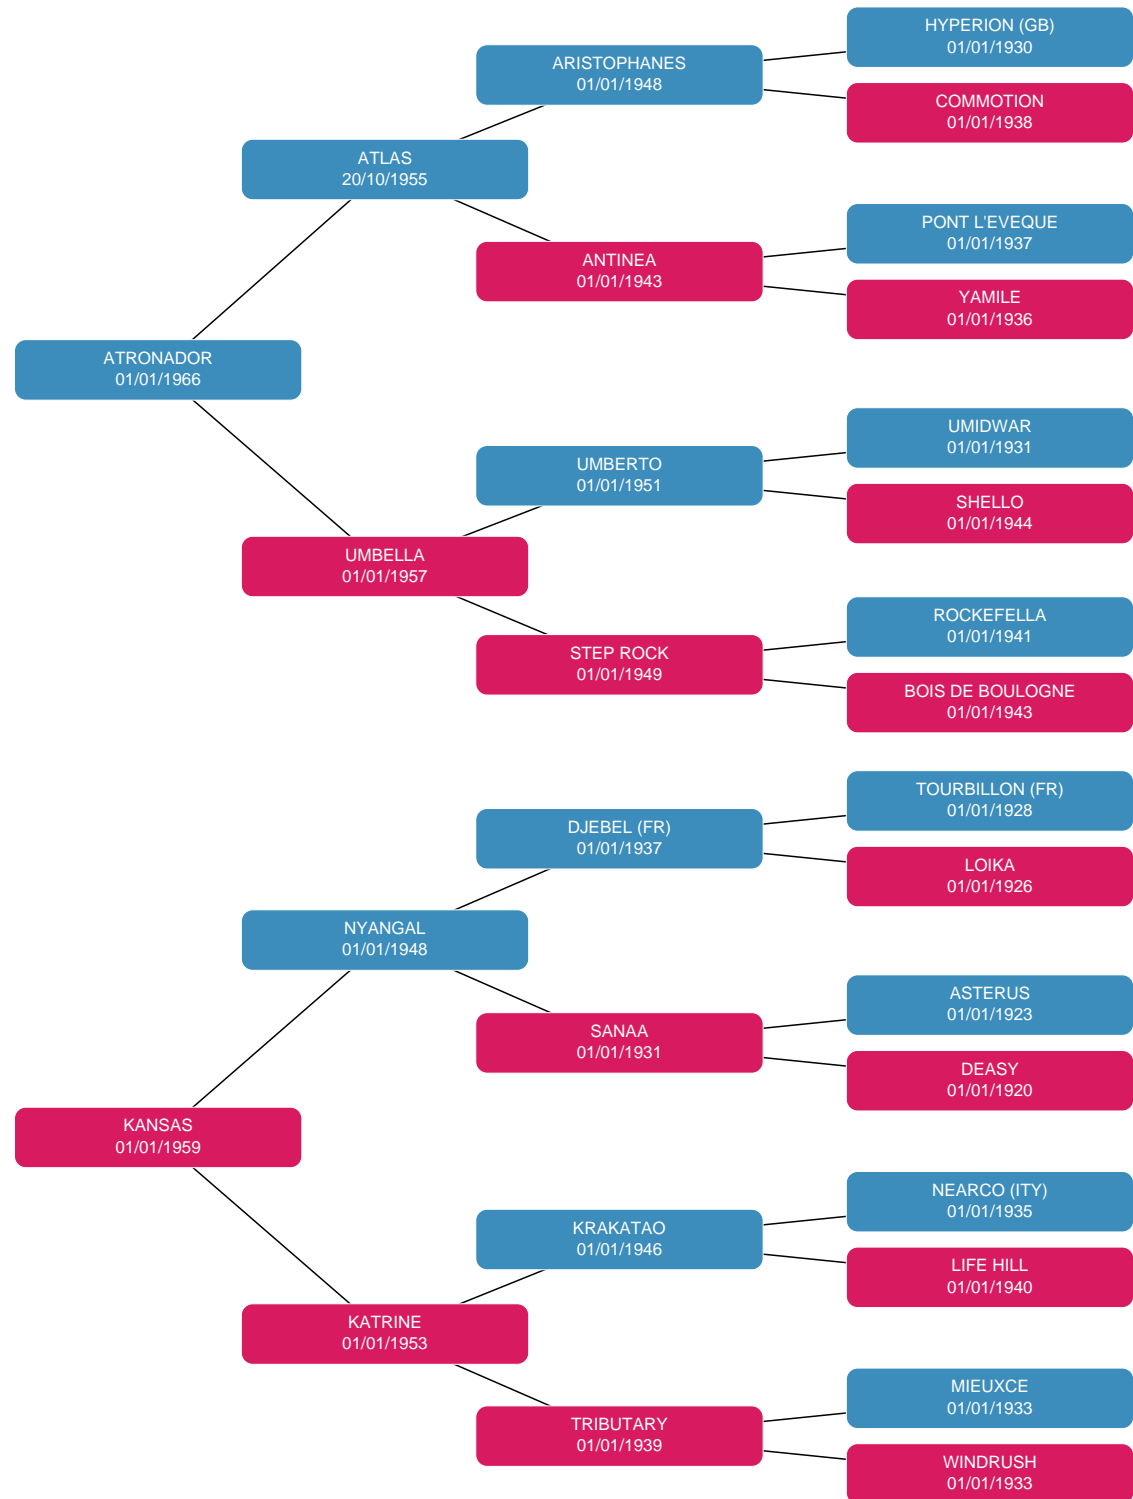 HYPERION (GB)
01/01/1930
ARISTOPHANES
01/01/1948
COMMOTION
01/01/1938
ATLAS
20/10/1955
PONT L'EVEQUE
01/01/1937
ANTINEA
01/01/1943
YAMILE
01/01/1936
ATRONADOR
01/01/1966
UMIDWAR
01/01/1931
UMBERTO
01/01/1951
SHELLO
01/01/1944
UMBELLA
01/01/1957
ROCKEFELLA
01/01/1941
STEP ROCK
01/01/1949
BOIS DE BOULOGNE
01/01/1943
TOURBILLON (FR)
01/01/1928
DJEBEL (FR)
01/01/1937
LOIKA
01/01/1926
NYANGAL
01/01/1948
ASTERUS
01/01/1923
SANAA
01/01/1931
DEASY
01/01/1920
KANSAS
01/01/1959
NEARCO (ITY)
01/01/1935
KRAKATAO
01/01/1946
LIFE HILL
01/01/1940
KATRINE
01/01/1953
MIEUXCE
01/01/1933
TRIBUTARY
01/01/1939
WINDRUSH
01/01/1933